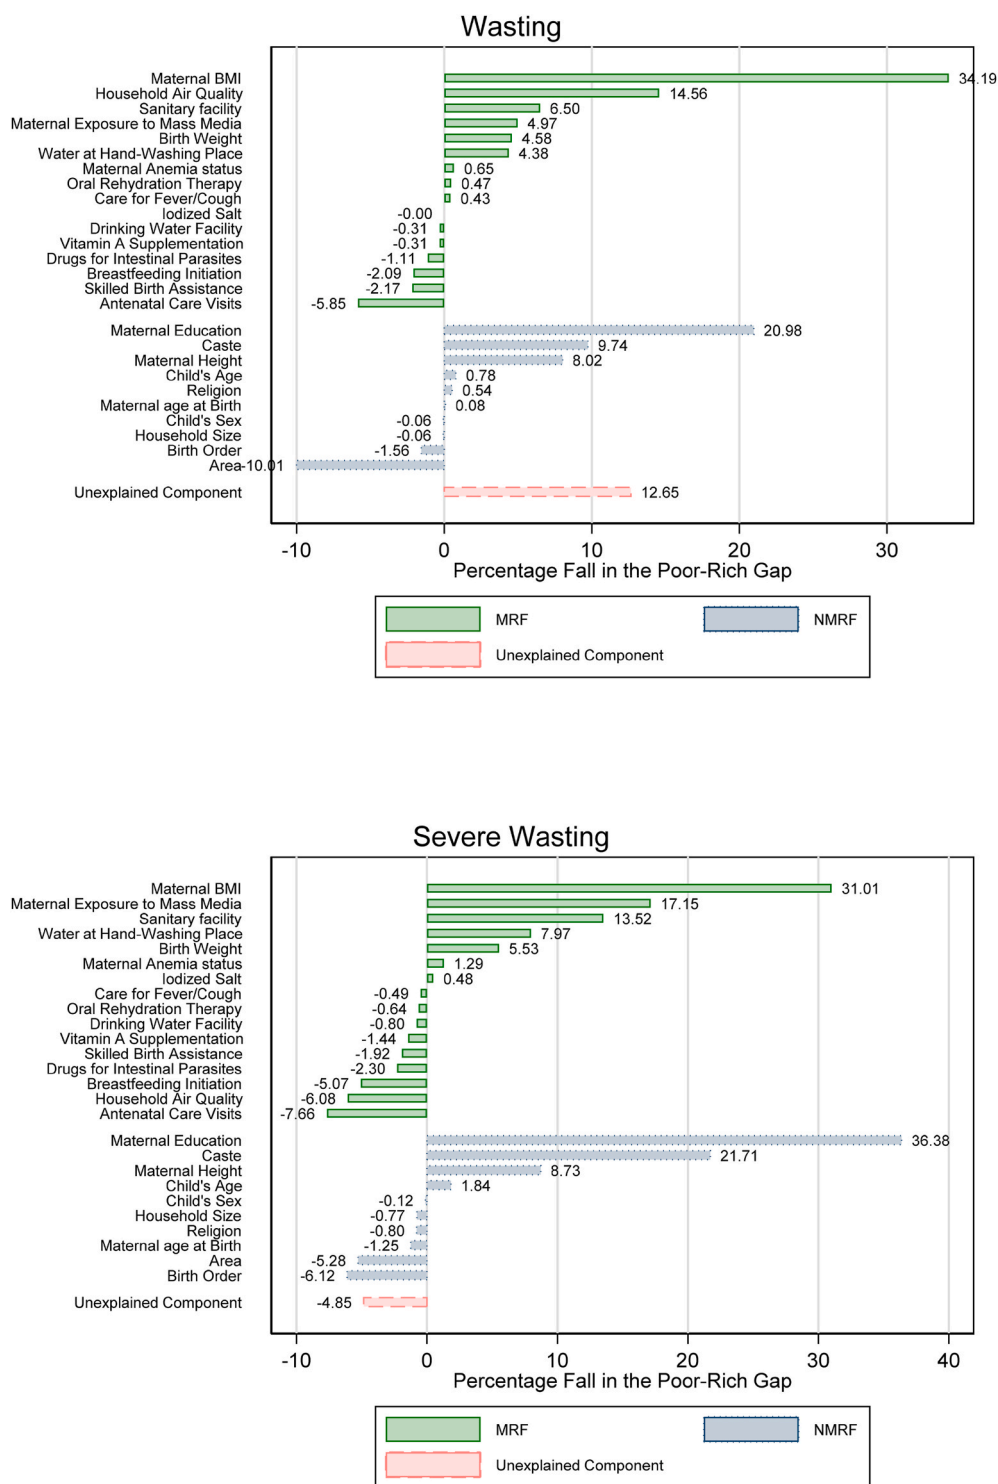 Wasting
Maternal BMI 34.19
Household Air Quality 14.56
Sanitary facility 6.50
Maternal Exposure to Mass Media 4.97
Birth Weight 4.58
Water at Hand-Washing Place 4.38
Maternal Anemia status 0.65
Oral Rehydration Therapy 0.47
Care for Fever/Cough 0.43
Iodized Salt -0.00
Drinking Water Facility -0.31
Vitamin A Supplementation -0.31
Drugs for Intestinal Parasites -1.11
Breastfeeding Initiation -2.09
Skilled Birth Assistance -2.17
Antenatal Care Visits -5.85
Maternal Education 20.98
Caste 9.74
Maternal Height 8.02
Child's Age 0.78
Religion 0.54
Maternal age at Birth 0.08
Child's Sex -0.06
Household Size -0.06
Birth Order -1.56
Area -10.01
Unexplained Component 12.65
-10 0 10 20 30
Percentage Fall in the Poor-Rich Gap
MRF NMRF
Unexplained Component
Severe Wasting
Maternal BMI 31.01
Maternal Exposure to Mass Media 17.15
Sanitary facility 13.52
Water at Hand-Washing Place 7.97
Birth Weight 5.53
Maternal Anemia status 1.29
Iodized Salt 0.48
Care for Fever/Cough -0.49
Oral Rehydration Therapy -0.64
Drinking Water Facility -0.80
Vitamin A Supplementation -1.44
Skilled Birth Assistance -1.92
Drugs for Intestinal Parasites -2.30
Breastfeeding Initiation -5.07
Household Air Quality -6.08
Antenatal Care Visits -7.66
Maternal Education 36.38
Caste 21.71
Maternal Height 8.73
Child's Age 1.84
Child's Sex -0.12
Household Size -0.77
Religion -0.80
Maternal age at Birth -1.25
Area -5.28
Birth Order -6.12
Unexplained Component -4.85
-10 0 10 20 30 40
Percentage Fall in the Poor-Rich Gap
MRF NMRF
Unexplained Component